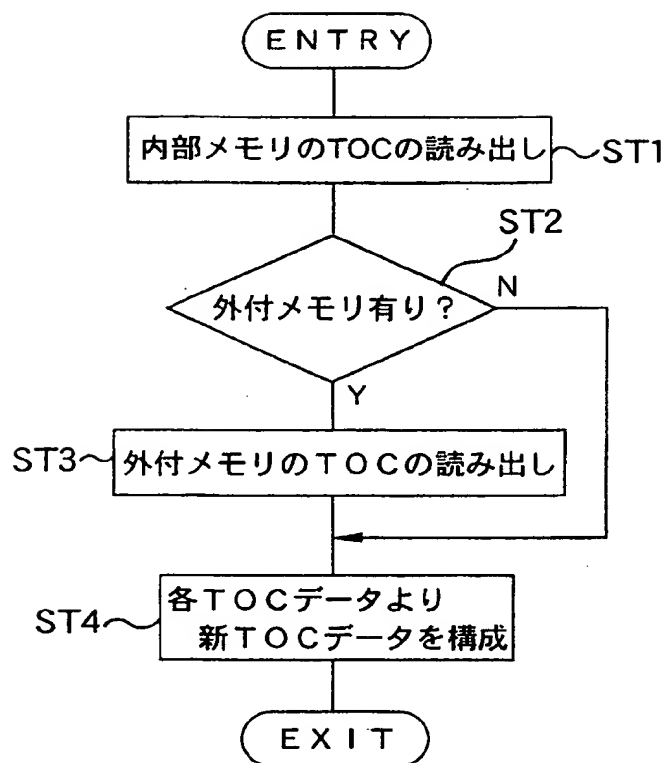 ENTRY
内部メモリのTOCの読み出し
ST1
ST2
外付メモリ有り?
N
Y
ST3
外付メモリのTOCの読み出し
ST4
各TOCデータより
新TOCデータを構成
EXIT